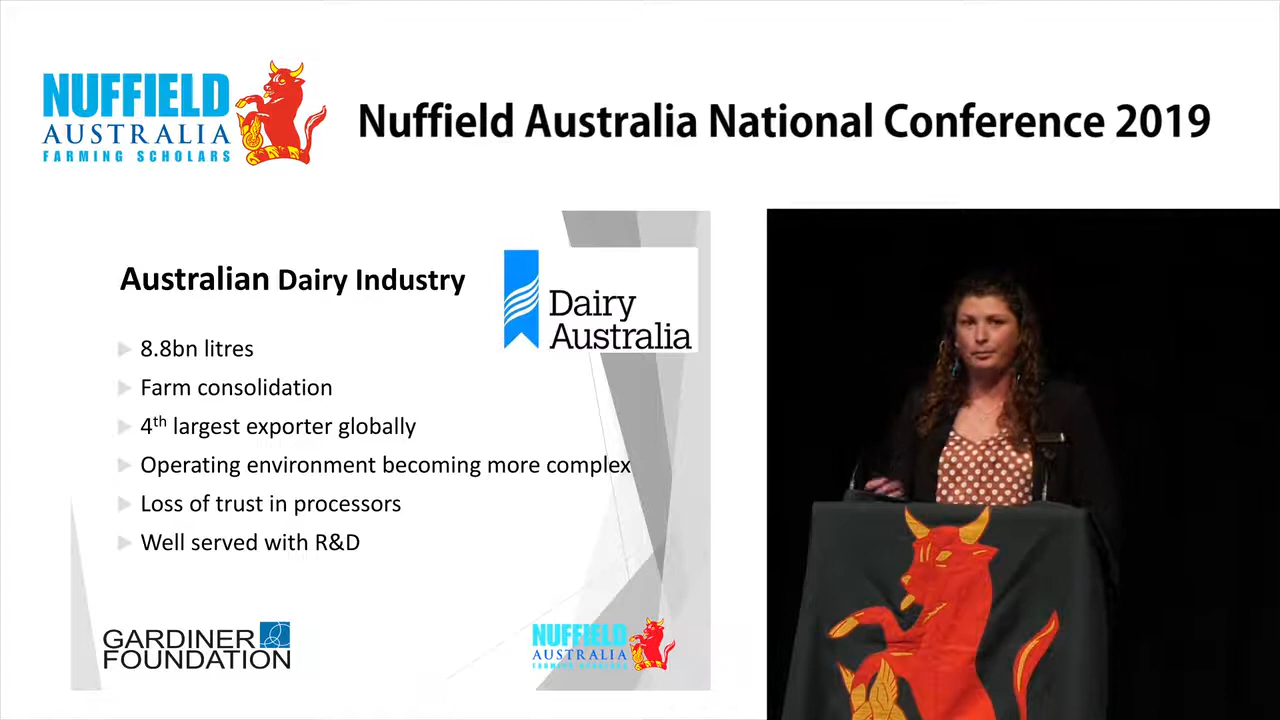 NUFFIELD
AUSTRALIA
FARMING SCHOLARS
Nuffield Australia National Conference 2019
Australian Dairy Industry
Dairy
Australia
8.8bn litres
Farm consolidation
4th largest exporter globally
Operating environment becoming more complex
Loss of trust in processors
Well served with R&D
GARDINER
FOUNDATION
NUFFIELD
AUSTRALIA
FARMING SCHOLARS